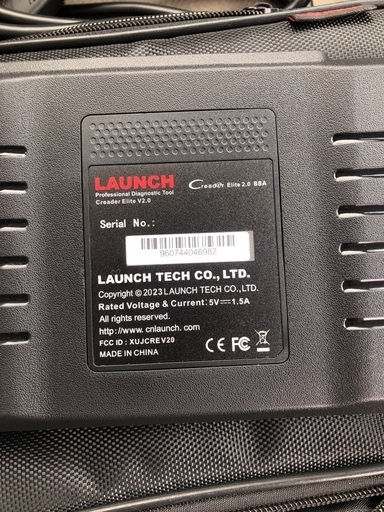 LAUNCH
Professional Diagnostic Tool
Creader Elite V2.0
Creader Elite 2.0 BBA
Serial No.:
960744046982
LAUNCH TECH CO., LTD.
Copyright © 2023 LAUNCH TECH CO., LTD.
Rated Voltage & Current: 5V⎓1.5A
All rights reserved.
http://www.cnlaunch.com
FCC ID : XUJCREV20
MADE IN CHINA
CE FC